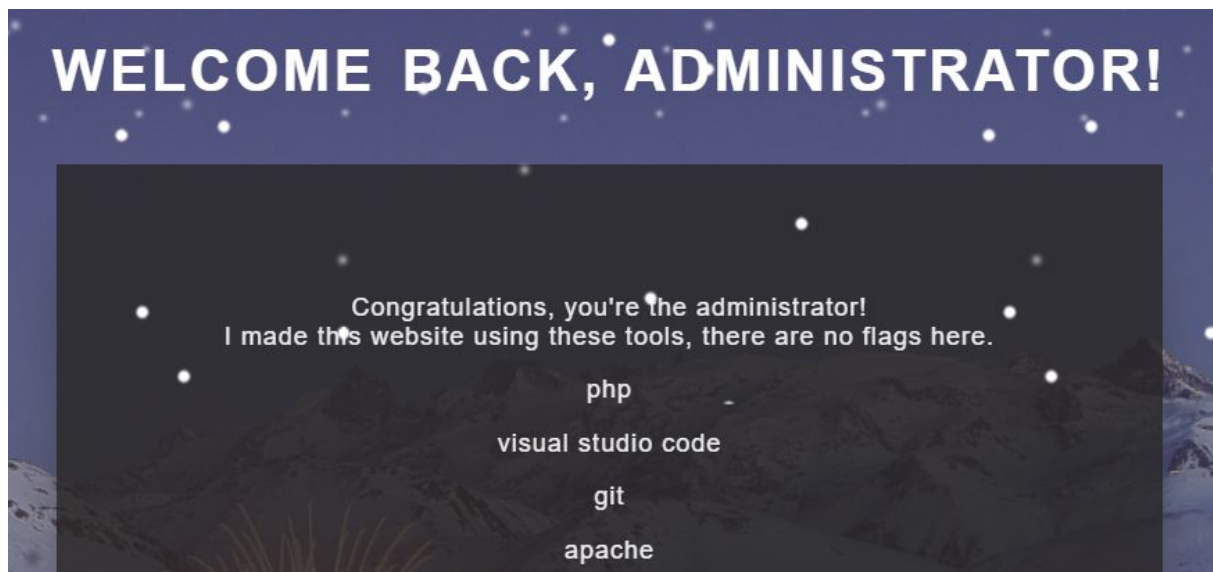 WELCOME BACK, ADMINISTRATOR!
Congratulations, you're the administrator!
I made this website using these tools, there are no flags here.
php
visual studio code
git
apache